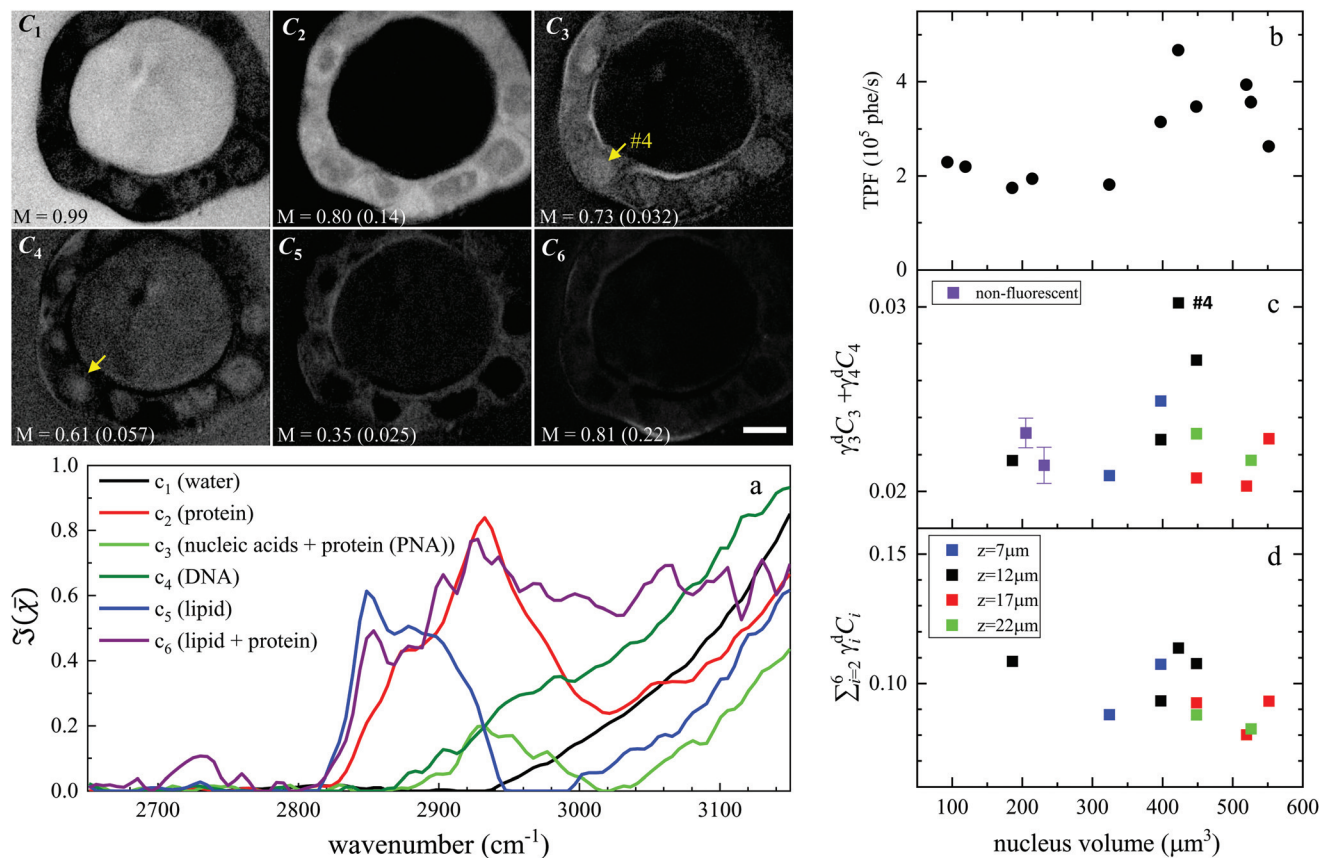 C₁ C₂ C₃
#4
M = 0.99 M = 0.80 (0.14) M = 0.73 (0.032)
C₄ C₅ C₆
M = 0.61 (0.057) M = 0.35 (0.025) M = 0.81 (0.22)
a
c₁ (water)
c₂ (protein)
c₃ (nucleic acids + protein (PNA))
c₄ (DNA)
c₅ (lipid)
c₆ (lipid + protein)
ℑ(χ̄)
1.0
0.8
0.6
0.4
0.2
0.0
2700 2800 2900 3000 3100
wavenumber (cm⁻¹)
b
TPF (10⁵ phe/s)
4
2
0
c
non-fluorescent
#4
γ₃ᵈC₃ +γ₄ᵈC₄
0.03
0.02
d
z=7μm
z=12μm
z=17μm
z=22μm
∑⁶ᵢ₌₂ γᵢᵈCᵢ
0.15
0.10
100 200 300 400 500 600
nucleus volume (μm³)